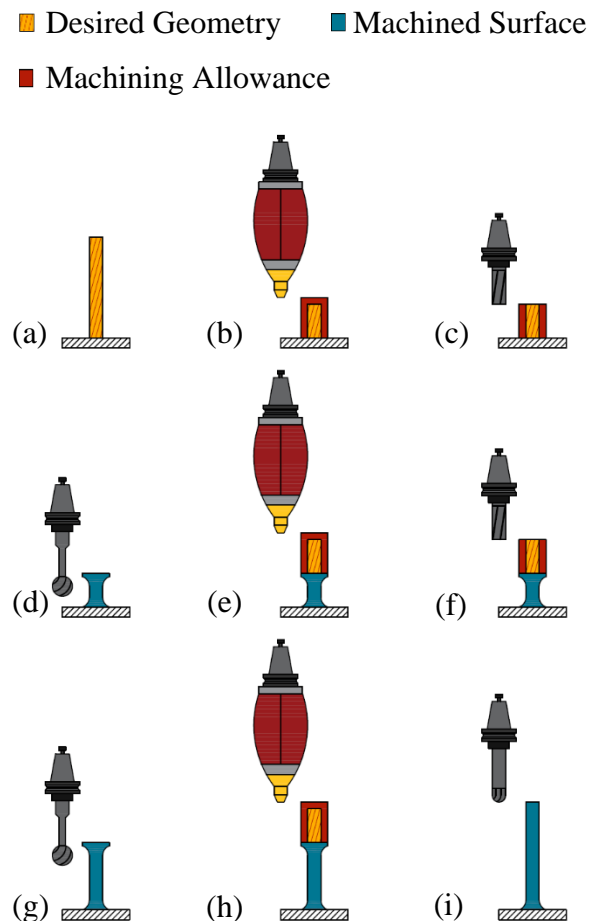 Desired Geometry Machined Surface
Machining Allowance
(a) (b) (c)
(d) (e) (f)
(g) (h) (i)